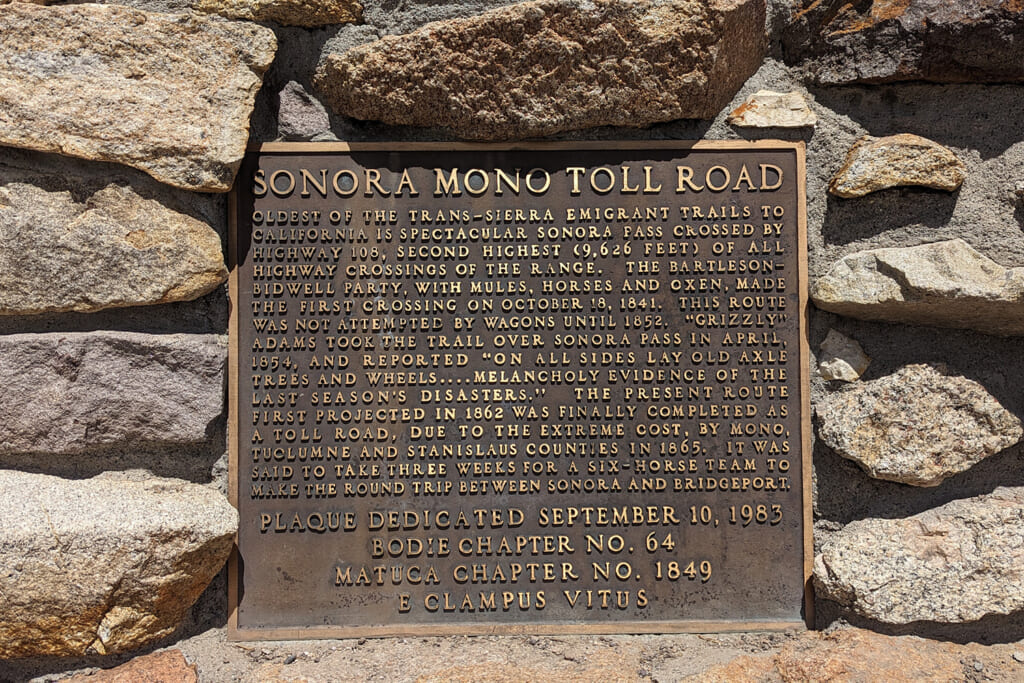 SONORA MONO TOLL ROAD
OLDEST OF THE TRANS-SIERRA EMIGRANT TRAILS TO
CALIFORNIA IS SPECTACULAR SONORA PASS CROSSED BY
HIGHWAY 108, SECOND HIGHEST (9,626 FEET) OF ALL
HIGHWAY CROSSINGS OF THE RANGE. THE BARTLESON-
BIDWELL PARTY, WITH MULES, HORSES AND OXEN, MADE
THE FIRST CROSSING ON OCTOBER 18, 1841. THIS ROUTE
WAS NOT ATTEMPTED BY WAGONS UNTIL 1852. "GRIZZLY"
ADAMS TOOK THE TRAIL OVER SONORA PASS IN APRIL,
1854, AND REPORTED "ON ALL SIDES LAY OLD AXLE
TREES AND WHEELS....MELANCHOLY EVIDENCE OF THE
LAST SEASON'S DISASTERS." THE PRESENT ROUTE
FIRST PROJECTED IN 1862 WAS FINALLY COMPLETED AS
A TOLL ROAD, DUE TO THE EXTREME COST, BY MONO,
TUOLUMNE AND STANISLAUS COUNTIES IN 1865. IT WAS
SAID TO TAKE THREE WEEKS FOR A SIX-HORSE TEAM TO
MAKE THE ROUND TRIP BETWEEN SONORA AND BRIDGEPORT.
PLAQUE DEDICATED SEPTEMBER 10, 1983
BODIE CHAPTER NO. 64
MATUCA CHAPTER NO. 1849
E CLAMPUS VITUS